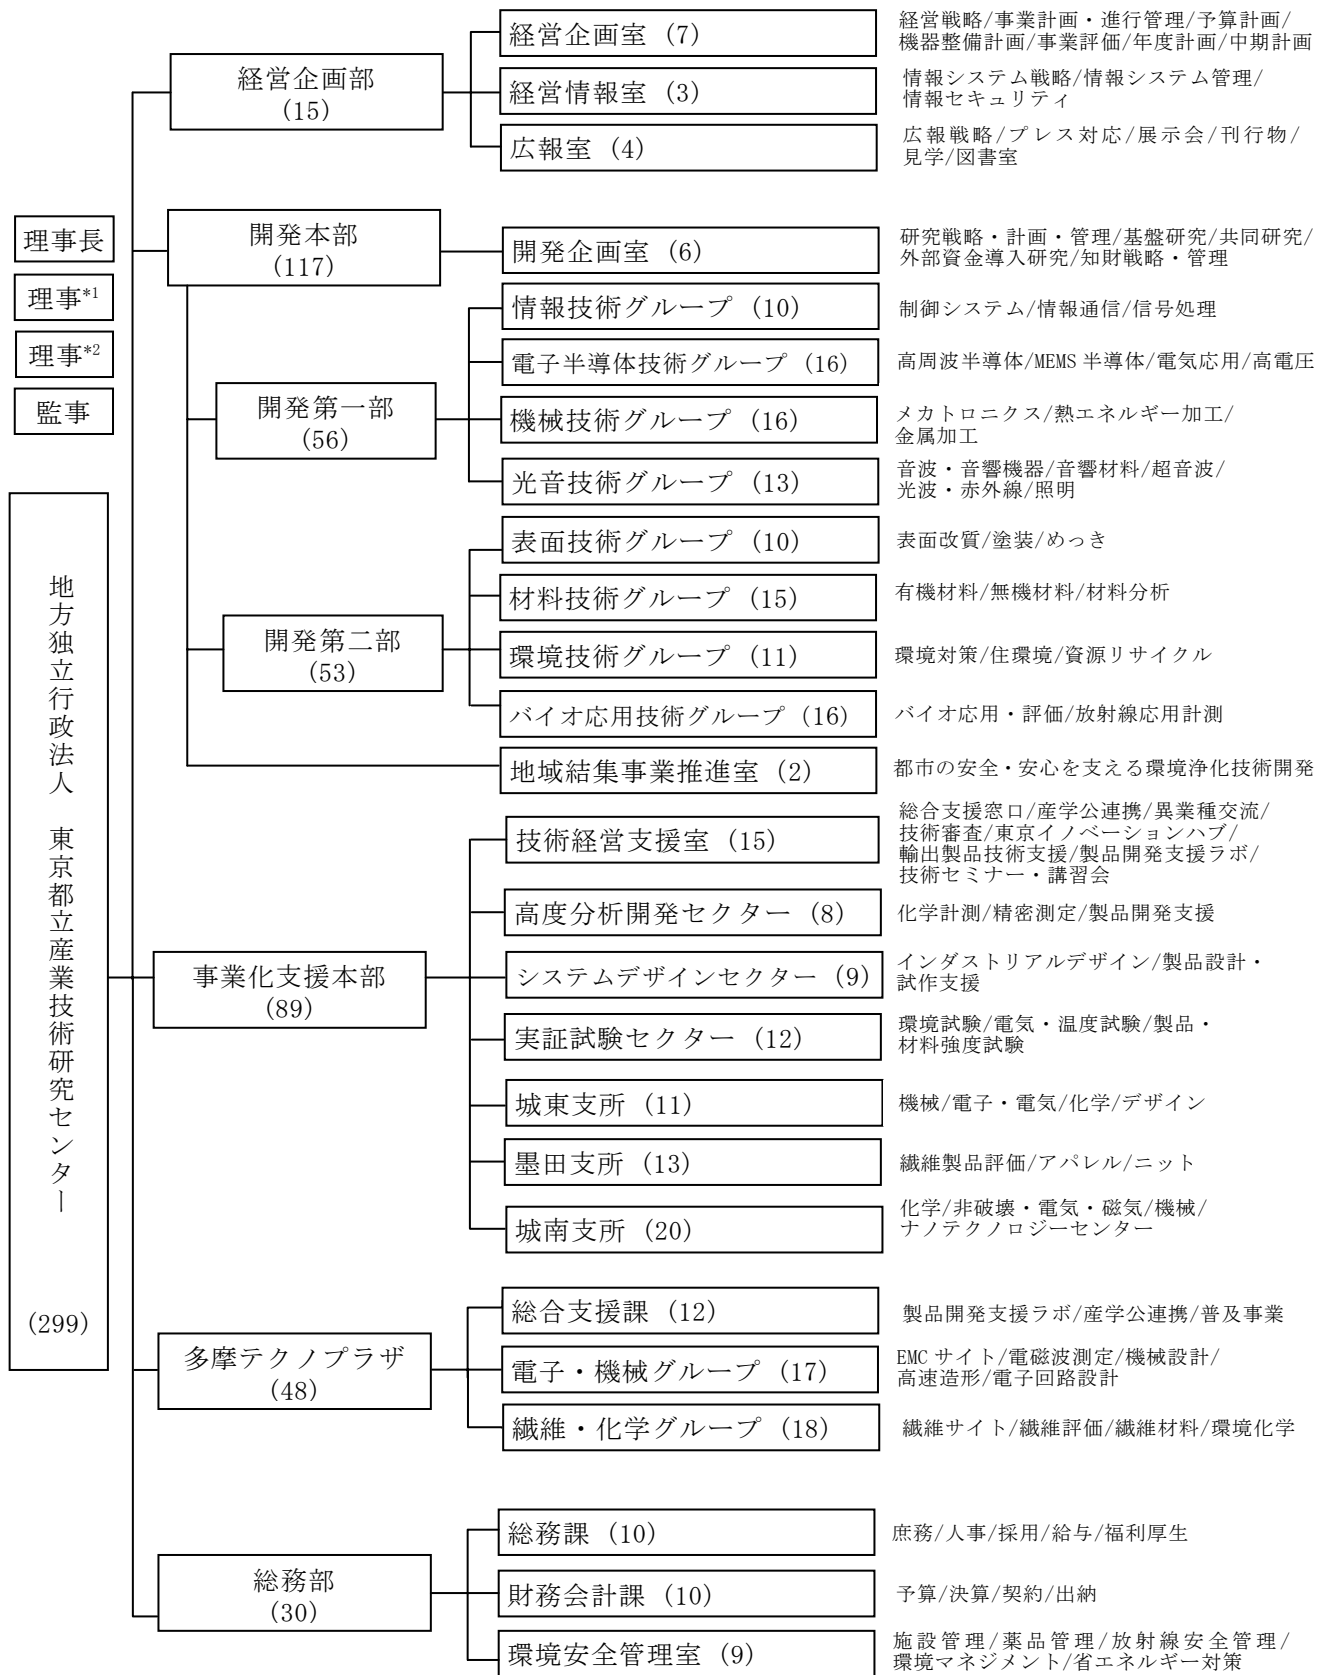 経営企画部
(15)
経営企画室 (7)
経営戦略/事業計画・進行管理/予算計画/
機器整備計画/事業評価/年度計画/中期計画
経営情報室 (3)
情報システム戦略/情報システム管理/
情報セキュリティ
広報室 (4)
広報戦略/プレス対応/展示会/刊行物/
見学/図書室
理事長
理事*1
理事*2
監事
開発本部
(117)
開発企画室 (6)
研究戦略・計画・管理/基盤研究/共同研究/
外部資金導入研究/知財戦略・管理
開発第一部
(56)
情報技術グループ (10)
制御システム/情報通信/信号処理
電子半導体技術グループ (16)
高周波半導体/MEMS 半導体/電気応用/高電圧
機械技術グループ (16)
メカトロニクス/熱エネルギー加工/
金属加工
光音技術グループ (13)
音波・音響機器/音響材料/超音波/
光波・赤外線/照明
開発第二部
(53)
表面技術グループ (10)
表面改質/塗装/めっき
材料技術グループ (15)
有機材料/無機材料/材料分析
環境技術グループ (11)
環境対策/住環境/資源リサイクル
バイオ応用技術グループ (16)
バイオ応用・評価/放射線応用計測
地域結集事業推進室 (2)
都市の安全・安心を支える環境浄化技術開発
地方独立行政法人 東京都立産業技術研究センター
(299)
事業化支援本部
(89)
技術経営支援室 (15)
総合支援窓口/産学公連携/異業種交流/
技術審査/東京イノベーションハブ/
輸出製品技術支援/製品開発支援ラボ/
技術セミナー・講習会
高度分析開発セクター (8)
化学計測/精密測定/製品開発支援
システムデザインセクター (9)
インダストリアルデザイン/製品設計・
試作支援
実証試験セクター (12)
環境試験/電気・温度試験/製品・
材料強度試験
城東支所 (11)
機械/電子・電気/化学/デザイン
墨田支所 (13)
繊維製品評価/アパレル/ニット
城南支所 (20)
化学/非破壊・電気・磁気/機械/
ナノテクノロジーセンター
多摩テクノプラザ
(48)
総合支援課 (12)
製品開発支援ラボ/産学公連携/普及事業
電子・機械グループ (17)
EMC サイト/電磁波測定/機械設計/
高速造形/電子回路設計
繊維・化学グループ (18)
繊維サイト/繊維評価/繊維材料/環境化学
総務部
(30)
総務課 (10)
庶務/人事/採用/給与/福利厚生
財務会計課 (10)
予算/決算/契約/出納
環境安全管理室 (9)
施設管理/薬品管理/放射線安全管理/
環境マネジメント/省エネルギー対策